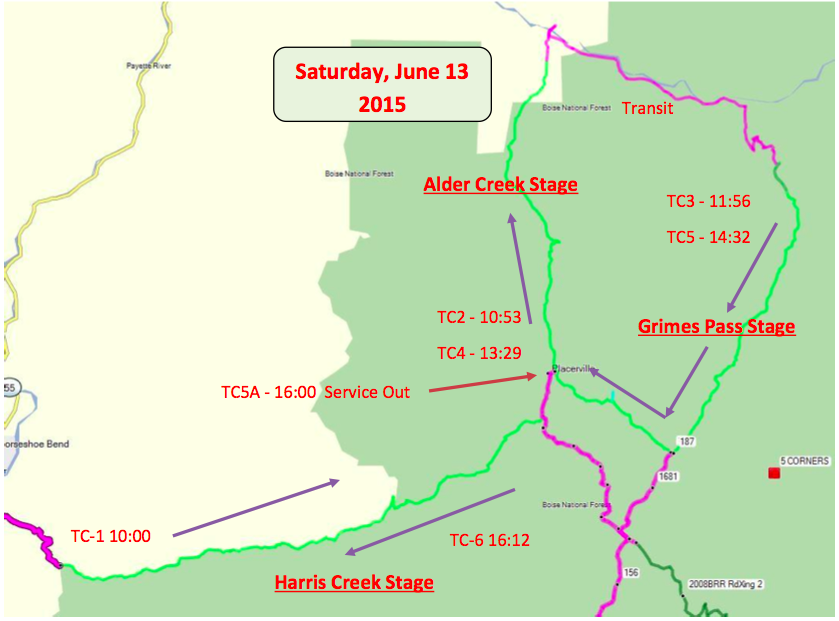 Payette River
Saturday, June 13
2015
Boise National Forest
Transit
Boise National Forest
Alder Creek Stage
TC3 - 11:56
TC5 - 14:32
TC2 - 10:53
Grimes Pass Stage
TC4 - 13:29
Placerville
TC5A - 16:00 Service Out
55
orseshoe Bend
187
5 CORNERS
1681
Boise National Fores
TC-1 10:00
TC-6 16:12
156
Harris Creek Stage
2008BRR RdXing 2